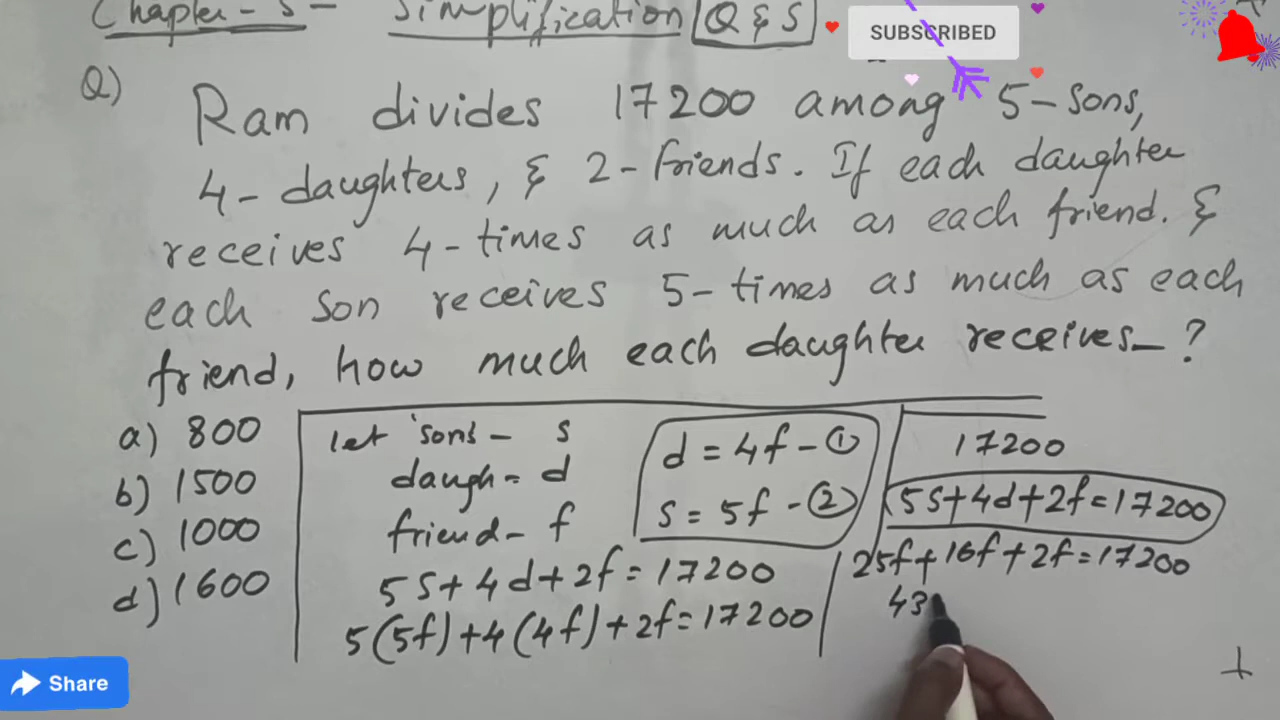 Chapter-5- Simplification Q & S
SUBSCRIBED
Q) Ram divides 17200 among 5-sons,
4-daughters, & 2-friends. If each daughter
receives 4-times as much as each friend. &
each son receives 5-times as much as each
friend, how much each daughter receives_?
a) 800
b) 1500
c) 1000
d) 1600
let sons - s
daugh = d
friend - f
5s+4d+2f=17200
5(5f)+4(4f)+2f=17200
d = 4f - ①
s = 5f - ②
17200
5s+4d+2f=17200
25f+16f+2f=17200
43
Share